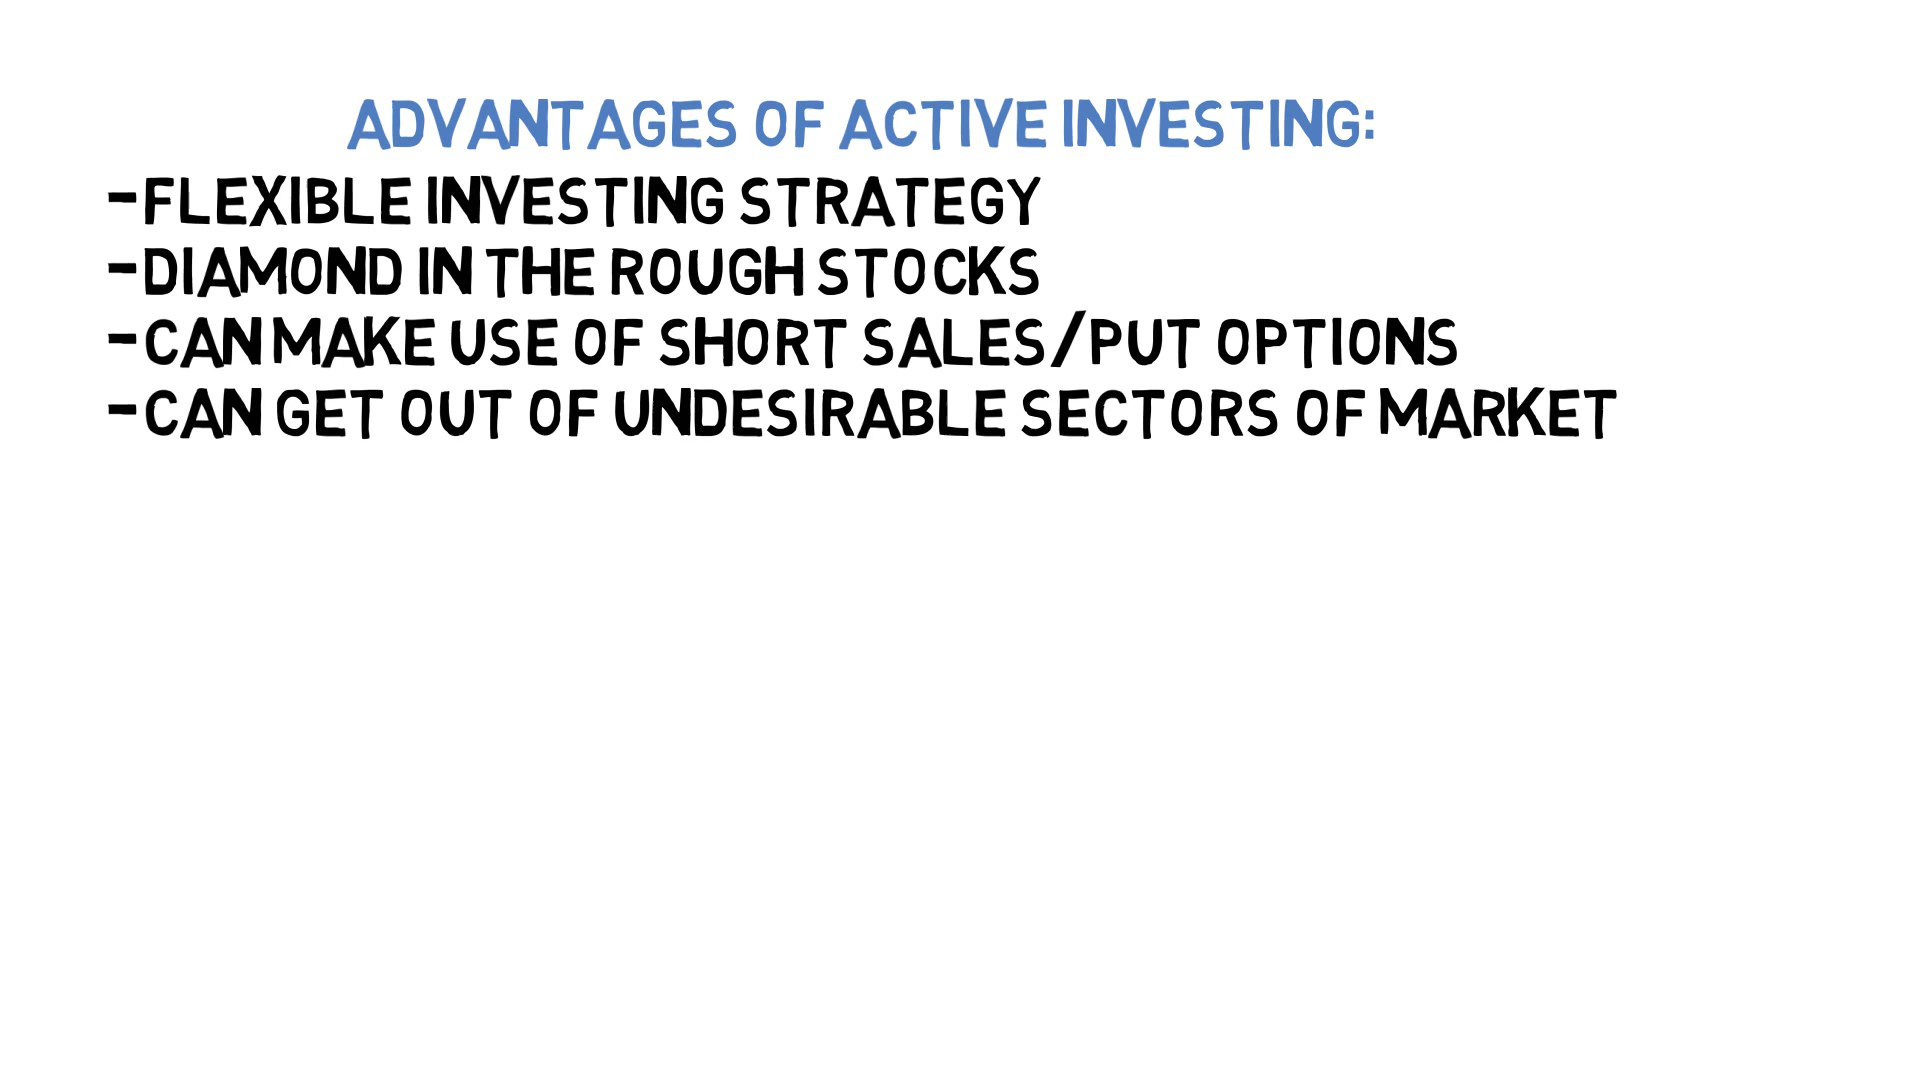 ADVANTAGES OF ACTIVE INVESTING:
-FLEXIBLE INVESTING STRATEGY
-DIAMOND IN THE ROUGH STOCKS
-CAN MAKE USE OF SHORT SALES/PUT OPTIONS
-CAN GET OUT OF UNDESIRABLE SECTORS OF MARKET